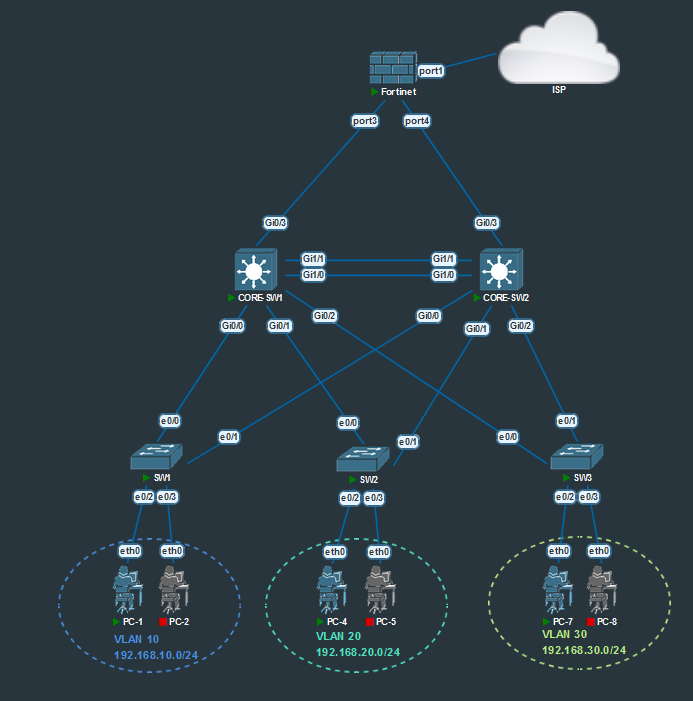 port1
ISP
Fortinet
port3
port4
Gi0/3
Gi0/3
Gi1/1
Gi1/1
Gi1/0
Gi1/0
CORE-SW1
CORE-SW2
Gi0/0
Gi0/1
Gi0/2
Gi0/0
Gi0/1
Gi0/2
e0/0
e0/1
e0/0
e0/1
e0/0
e0/1
SW1
SW2
SW3
e0/2
e0/3
e0/2
e0/3
e0/2
e0/3
eth0
eth0
eth0
eth0
eth0
eth0
PC-1
PC-2
PC-4
PC-5
PC-7
PC-8
VLAN 10
192.168.10.0/24
VLAN 20
192.168.20.0/24
VLAN 30
192.168.30.0/24